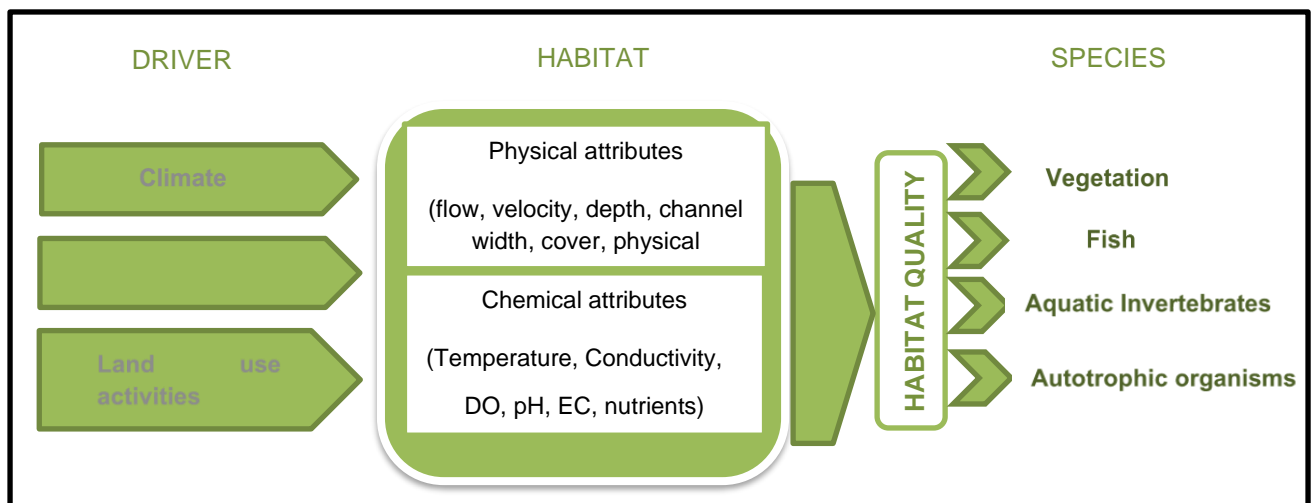 DRIVER
HABITAT
SPECIES
Climate
Land use
activities
Physical attributes
(flow, velocity, depth, channel
width, cover, physical
Chemical attributes
(Temperature, Conductivity,
DO, pH, EC, nutrients)
HABITAT QUALITY
Vegetation
Fish
Aquatic Invertebrates
Autotrophic organisms